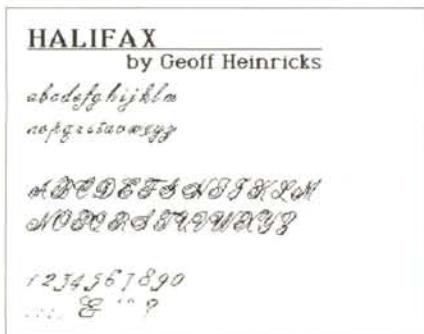 HALIFAX
by Geoff Heinricks
abcdefghijklm
nopqrstuvwxyz
ABCDEFGHIJKLM
NOPQRSTUVWXYZ
1234567890
& ?